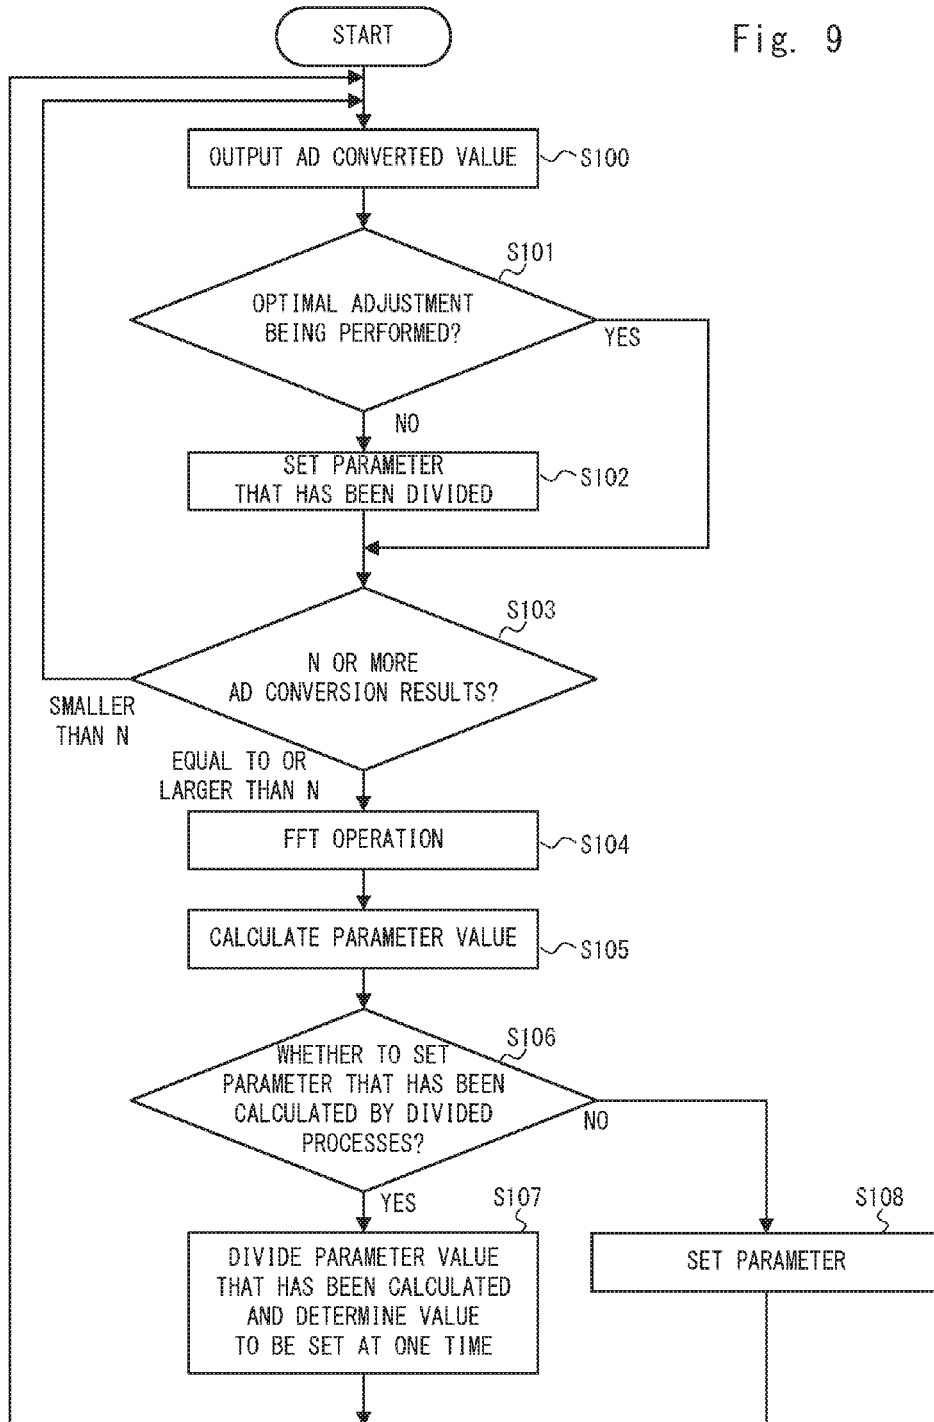 Fig. 9
START
OUTPUT AD CONVERTED VALUE
S100
S101
OPTIMAL ADJUSTMENT
BEING PERFORMED?
YES
NO
SET PARAMETER
THAT HAS BEEN DIVIDED
S102
S103
N OR MORE
AD CONVERSION RESULTS?
SMALLER
THAN N
EQUAL TO OR
LARGER THAN N
FFT OPERATION
S104
CALCULATE PARAMETER VALUE
S105
S106
WHETHER TO SET
PARAMETER THAT HAS BEEN
CALCULATED BY DIVIDED
PROCESSES?
NO
YES
S107
DIVIDE PARAMETER VALUE
THAT HAS BEEN CALCULATED
AND DETERMINE VALUE
TO BE SET AT ONE TIME
S108
SET PARAMETER